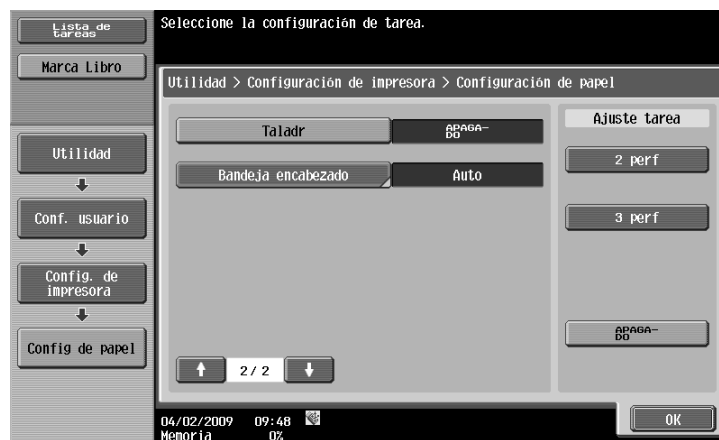 Lista de
tareas
Marca Libro
Seleccione la configuración de tarea.
Utilidad > Configuración de impresora > Configuración de papel
Utilidad
Conf. usuario
Config. de
impresora
Config de papel
Taladr
APAGA-
DO
Bandeja encabezado
Auto
2/ 2
Ajuste tarea
2 perf
3 perf
APAGA-
DO
04/02/2009 09:48
Memoria 0%
OK